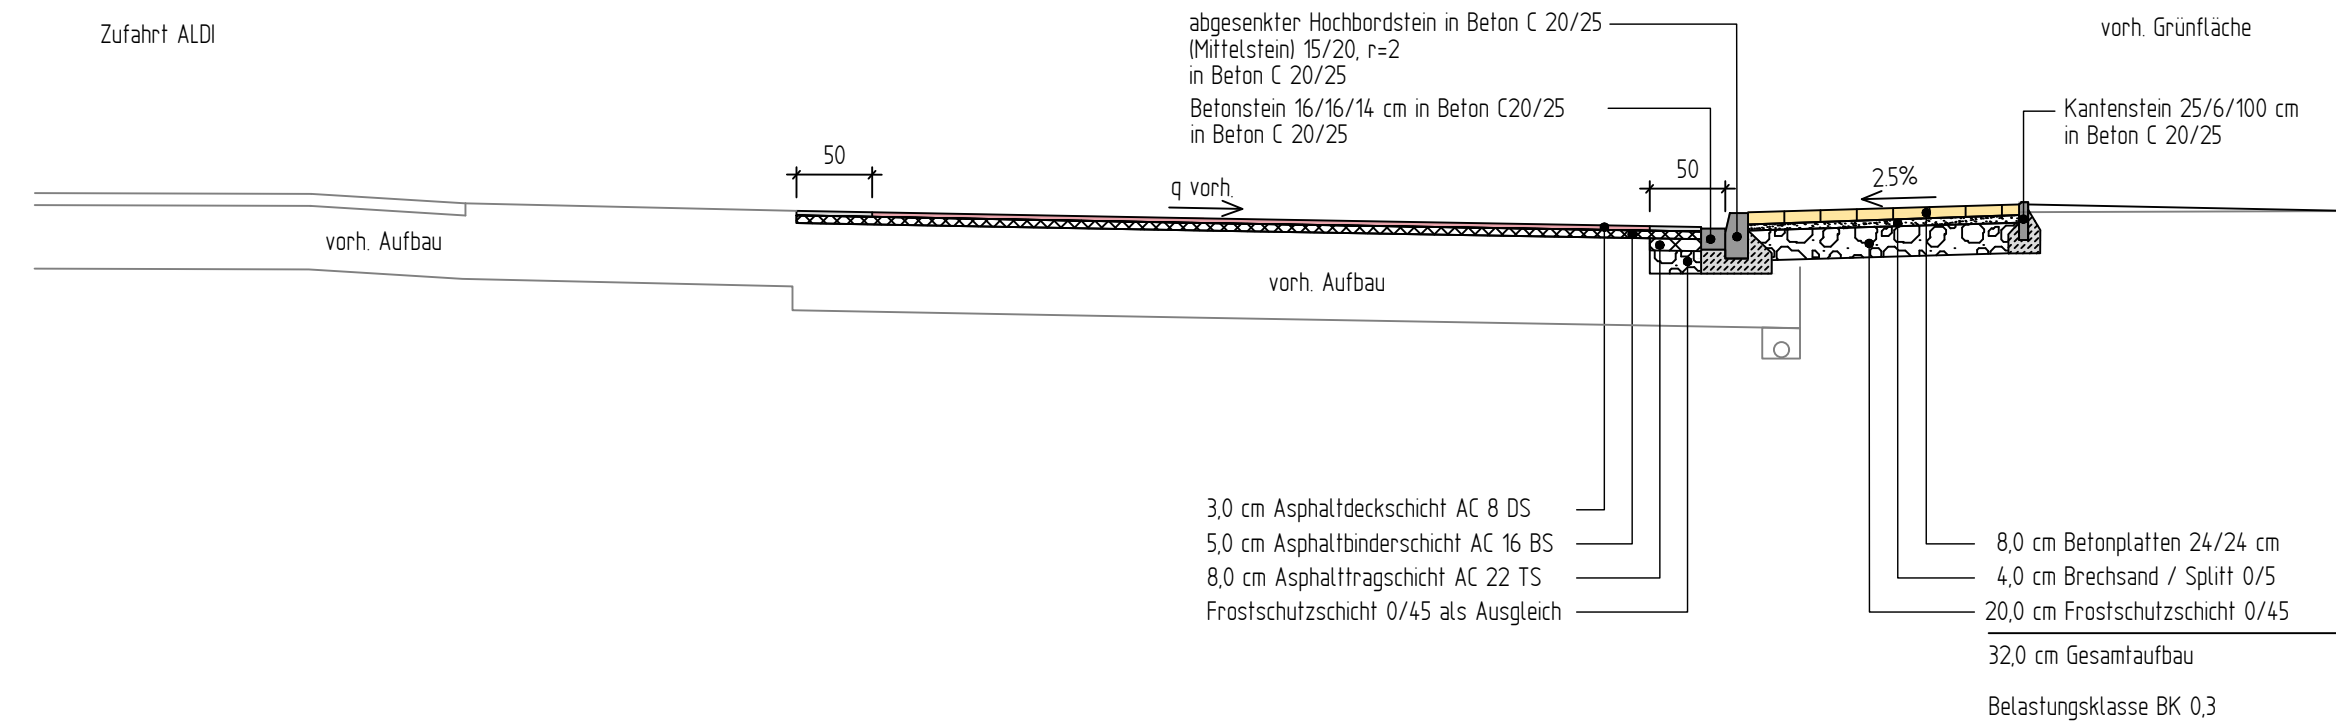 Zufahrt ALDI
abgesenkter Hochbordstein in Beton C 20/25
(Mittelstein) 15/20, r=2
in Beton C 20/25
Betonstein 16/16/14 cm in Beton C20/25
in Beton C 20/25
vorh. Grünfläche
Kantenstein 25/6/100 cm
in Beton C 20/25
50
q vorh.
50
2.5%
vorh. Aufbau
vorh. Aufbau
3,0 cm Asphaltdeckschicht AC 8 DS
5,0 cm Asphaltbinderschicht AC 16 BS
8,0 cm Asphalttragschicht AC 22 TS
Frostschutzschicht 0/45 als Ausgleich
8,0 cm Betonplatten 24/24 cm
4,0 cm Brechsand / Splitt 0/5
20,0 cm Frostschutzschicht 0/45
32,0 cm Gesamtaufbau
Belastungsklasse BK 0,3